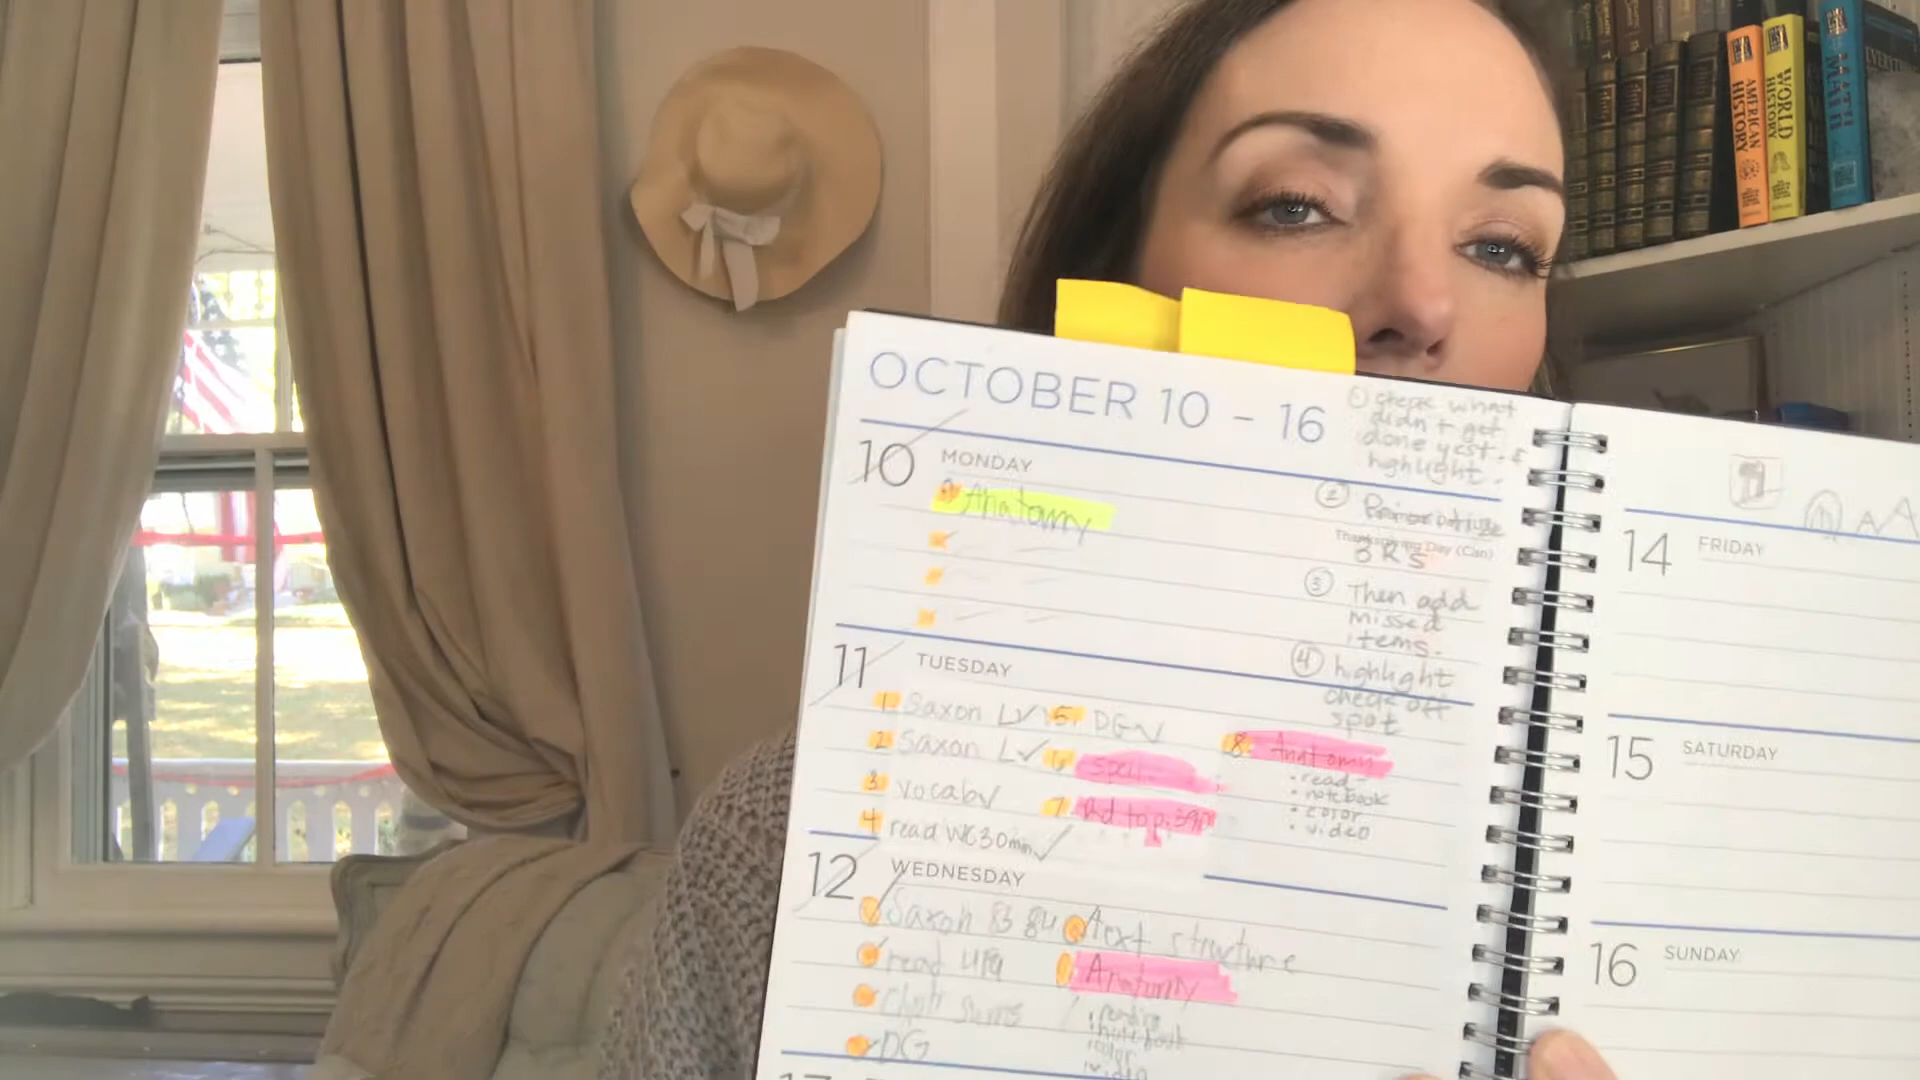 OCTOBER 10 - 16
① check what
didn't get
done yest. &
highlight.
10 MONDAY
Anatomy
②
Thanksgiving Day (Can)
3 R S
③ Then add
missed
items.
④ highlight
check off
spot
11 TUESDAY
1. Saxon L ✓
2 Saxon L ✓
3 vocab ✓
4 read WC 30 min. ✓
5. DG ✓
6 spell.
7. Rd to p. 39
8. Anatomy
• read
• notebook
• color
• video
12 WEDNESDAY
Saxon 83 84
read
DG
text structure
Anatomy
reading
notebook
color
video
14 FRIDAY
15 SATURDAY
16 SUNDAY
AMERICAN HISTORY
WORLD HISTORY
MATH